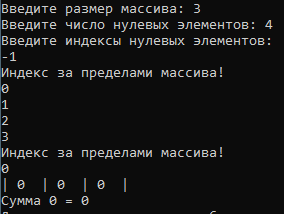 Введите размер массива: 3
Введите число нулевых элементов: 4
Введите индексы нулевых элементов:
-1
Индекс за пределами массива!
0
1
2
3
Индекс за пределами массива!
0
| 0 | 0 | 0 |
Сумма 0 = 0